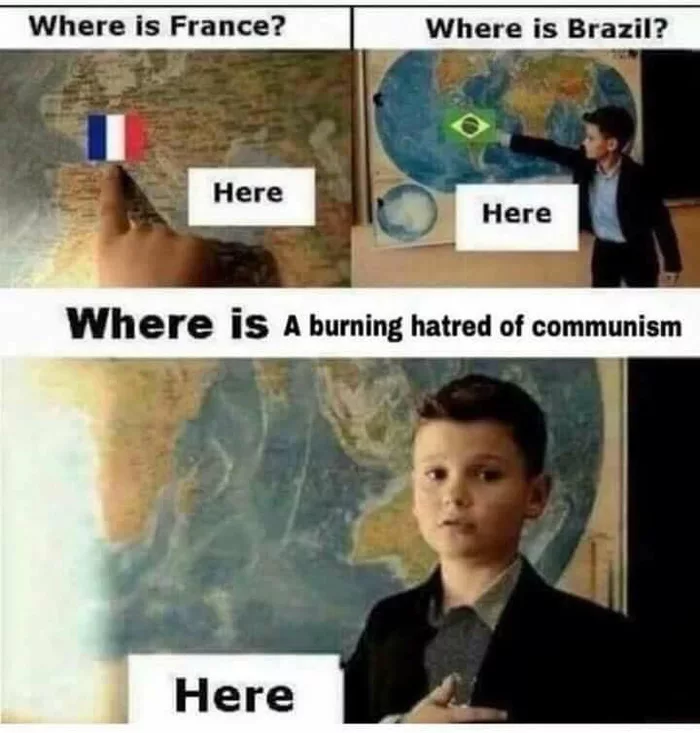 Where is France?
Where is Brazil?
Here
Here
Where is A burning hatred of communism
Here